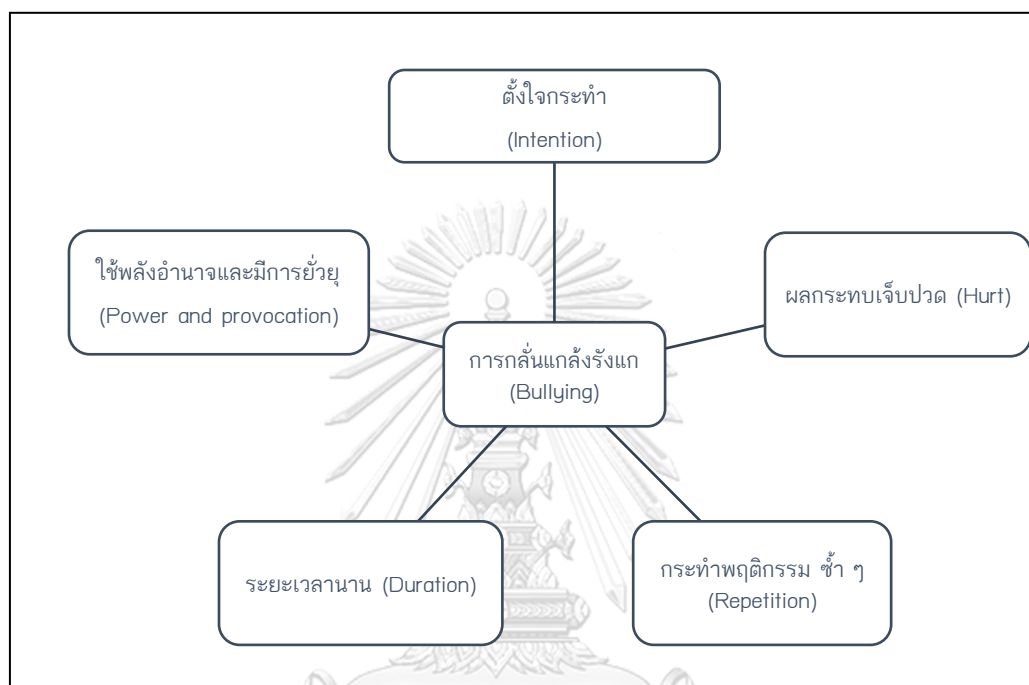 ตั้งใจกระทำ
(Intention)
ใช้พลังอำนาจและมีการยั่วยุ
(Power and provocation)
ผลกระทบเจ็บปวด (Hurt)
การกลั่นแกล้งรังแก
(Bullying)
ระยะเวลานาน (Duration)
กระทำพฤติกรรม ซ้ำ ๆ
(Repetition)